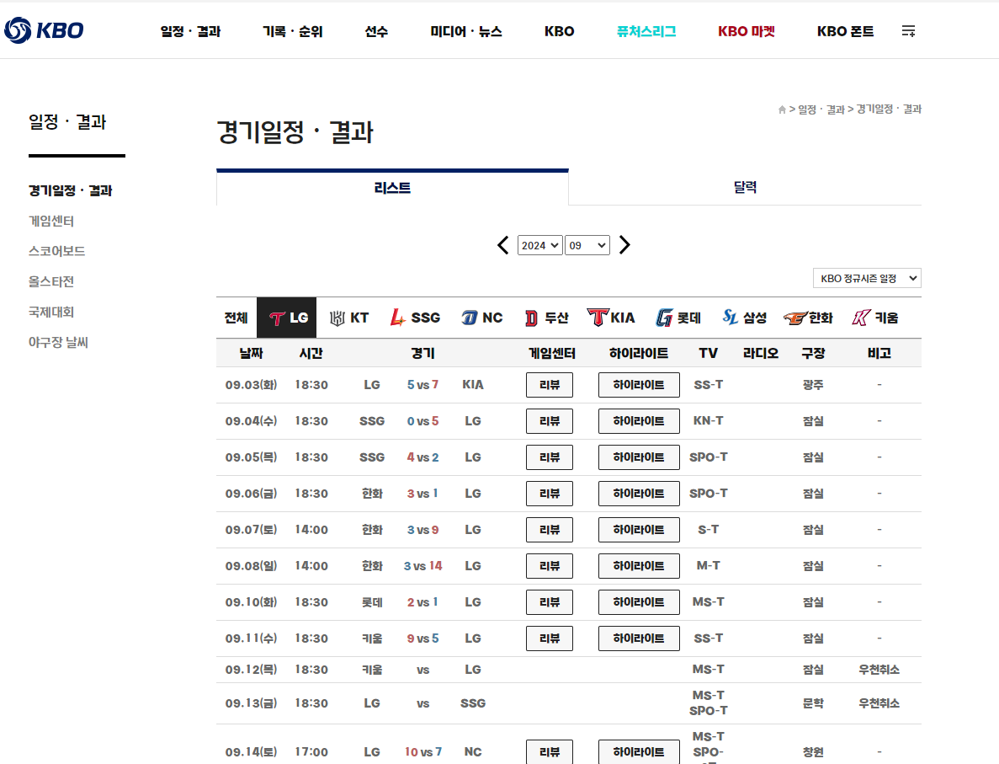 KBO 일정 · 결과 기록 · 순위 선수 미디어 · 뉴스 KBO 퓨처스리그 KBO 마켓 KBO 폰트
> 일정 · 결과 > 경기일정 · 결과
일정 · 결과
경기일정 · 결과
게임센터
스코어보드
올스타전
국제대회
야구장 날씨
경기일정 · 결과
리스트 달력
2024 09
KBO 정규시즌 일정
전체 LG KT SSG NC 두산 KIA 롯데 삼성 한화 키움
날짜 시간 경기 게임센터 하이라이트 TV 라디오 구장 비고
09.03(화) 18:30 LG 5 vs 7 KIA 리뷰 하이라이트 SS-T 광주 -
09.04(수) 18:30 SSG 0 vs 5 LG 리뷰 하이라이트 KN-T 잠실 -
09.05(목) 18:30 SSG 4 vs 2 LG 리뷰 하이라이트 SPO-T 잠실 -
09.06(금) 18:30 한화 3 vs 1 LG 리뷰 하이라이트 SPO-T 잠실 -
09.07(토) 14:00 한화 3 vs 9 LG 리뷰 하이라이트 S-T 잠실 -
09.08(일) 14:00 한화 3 vs 14 LG 리뷰 하이라이트 M-T 잠실 -
09.10(화) 18:30 롯데 2 vs 1 LG 리뷰 하이라이트 MS-T 잠실 -
09.11(수) 18:30 키움 9 vs 5 LG 리뷰 하이라이트 SS-T 잠실 -
09.12(목) 18:30 키움 vs LG MS-T 잠실 우천취소
09.13(금) 18:30 LG vs SSG MS-T SPO-T 문학 우천취소
09.14(토) 17:00 LG 10 vs 7 NC 리뷰 하이라이트 MS-T SPO- 창원 -